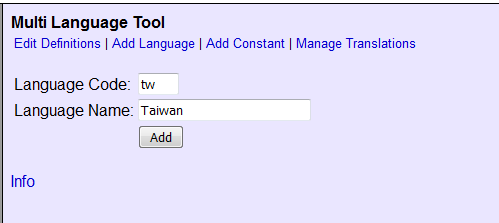 Multi Language Tool
Edit Definitions | Add Language | Add Constant | Manage Translations
Language Code: tw
Language Name: Taiwan
Add
Info